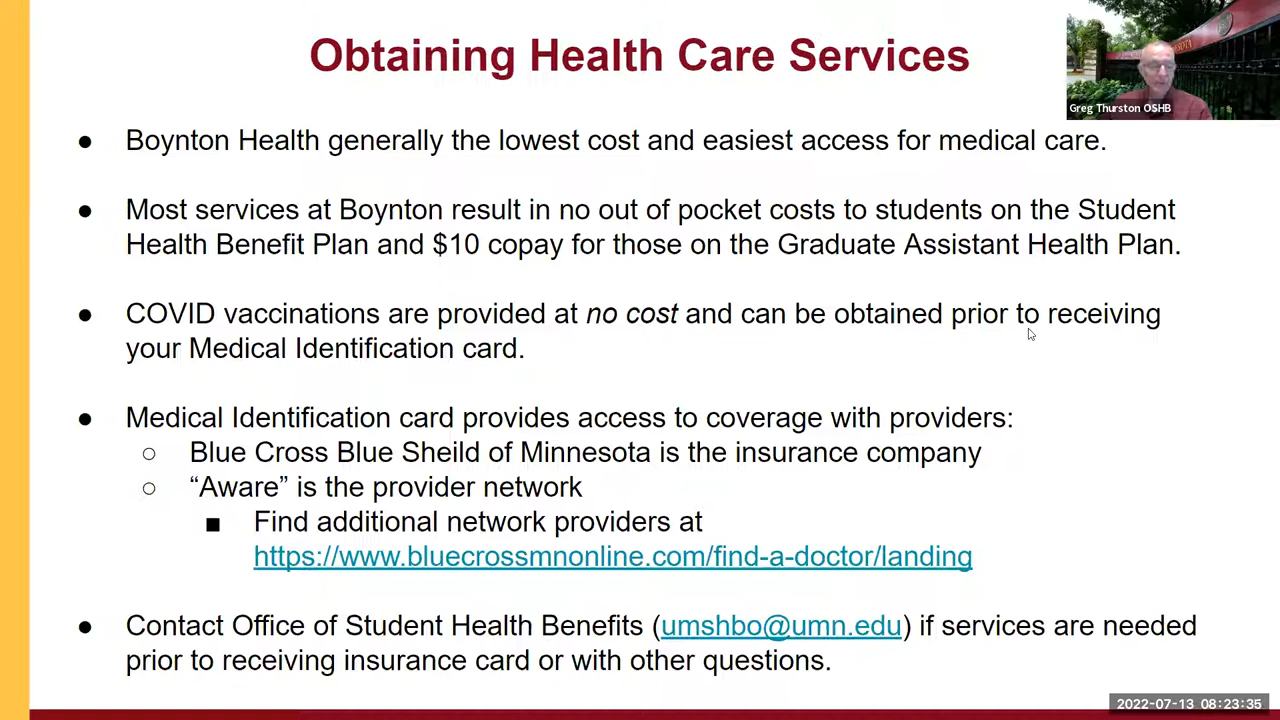 Obtaining Health Care Services
Greg Thurston OSHB
● Boynton Health generally the lowest cost and easiest access for medical care.
● Most services at Boynton result in no out of pocket costs to students on the Student
Health Benefit Plan and $10 copay for those on the Graduate Assistant Health Plan.
● COVID vaccinations are provided at no cost and can be obtained prior to receiving
your Medical Identification card.
● Medical Identification card provides access to coverage with providers:
○ Blue Cross Blue Sheild of Minnesota is the insurance company
○ “Aware” is the provider network
■ Find additional network providers at
https://www.bluecrossmnonline.com/find-a-doctor/landing
● Contact Office of Student Health Benefits (umshbo@umn.edu) if services are needed
prior to receiving insurance card or with other questions.
2022-07-13 08:23:35